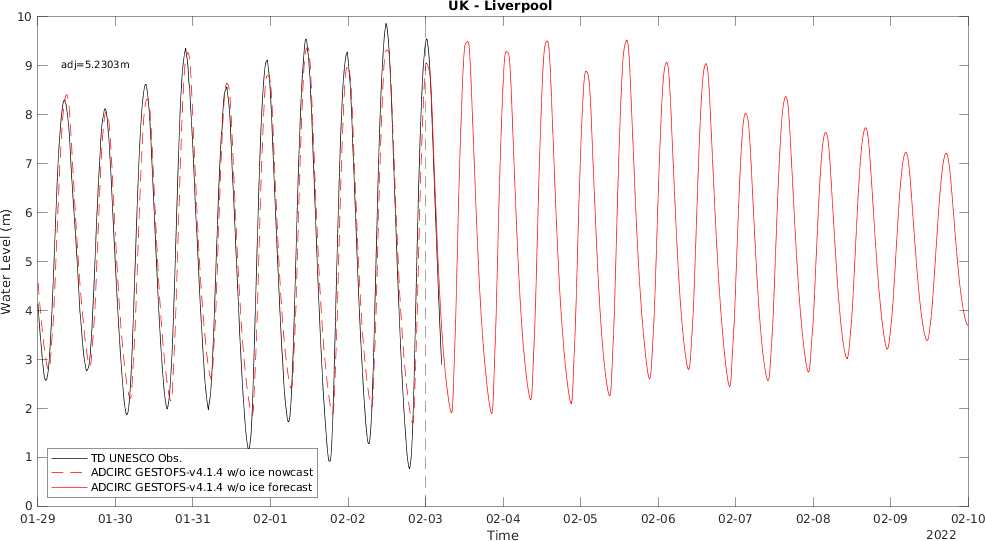 UK - Liverpool
adj=5.2303m
10
9
8
7
6
5
4
3
2
1
0
Water Level (m)
TD UNESCO Obs.
ADCIRC GESTOFS-v4.1.4 w/o ice nowcast
ADCIRC GESTOFS-v4.1.4 w/o ice forecast
01-29 01-30 01-31 02-01 02-02 02-03 02-04 02-05 02-06 02-07 02-08 02-09 02-10
Time
2022